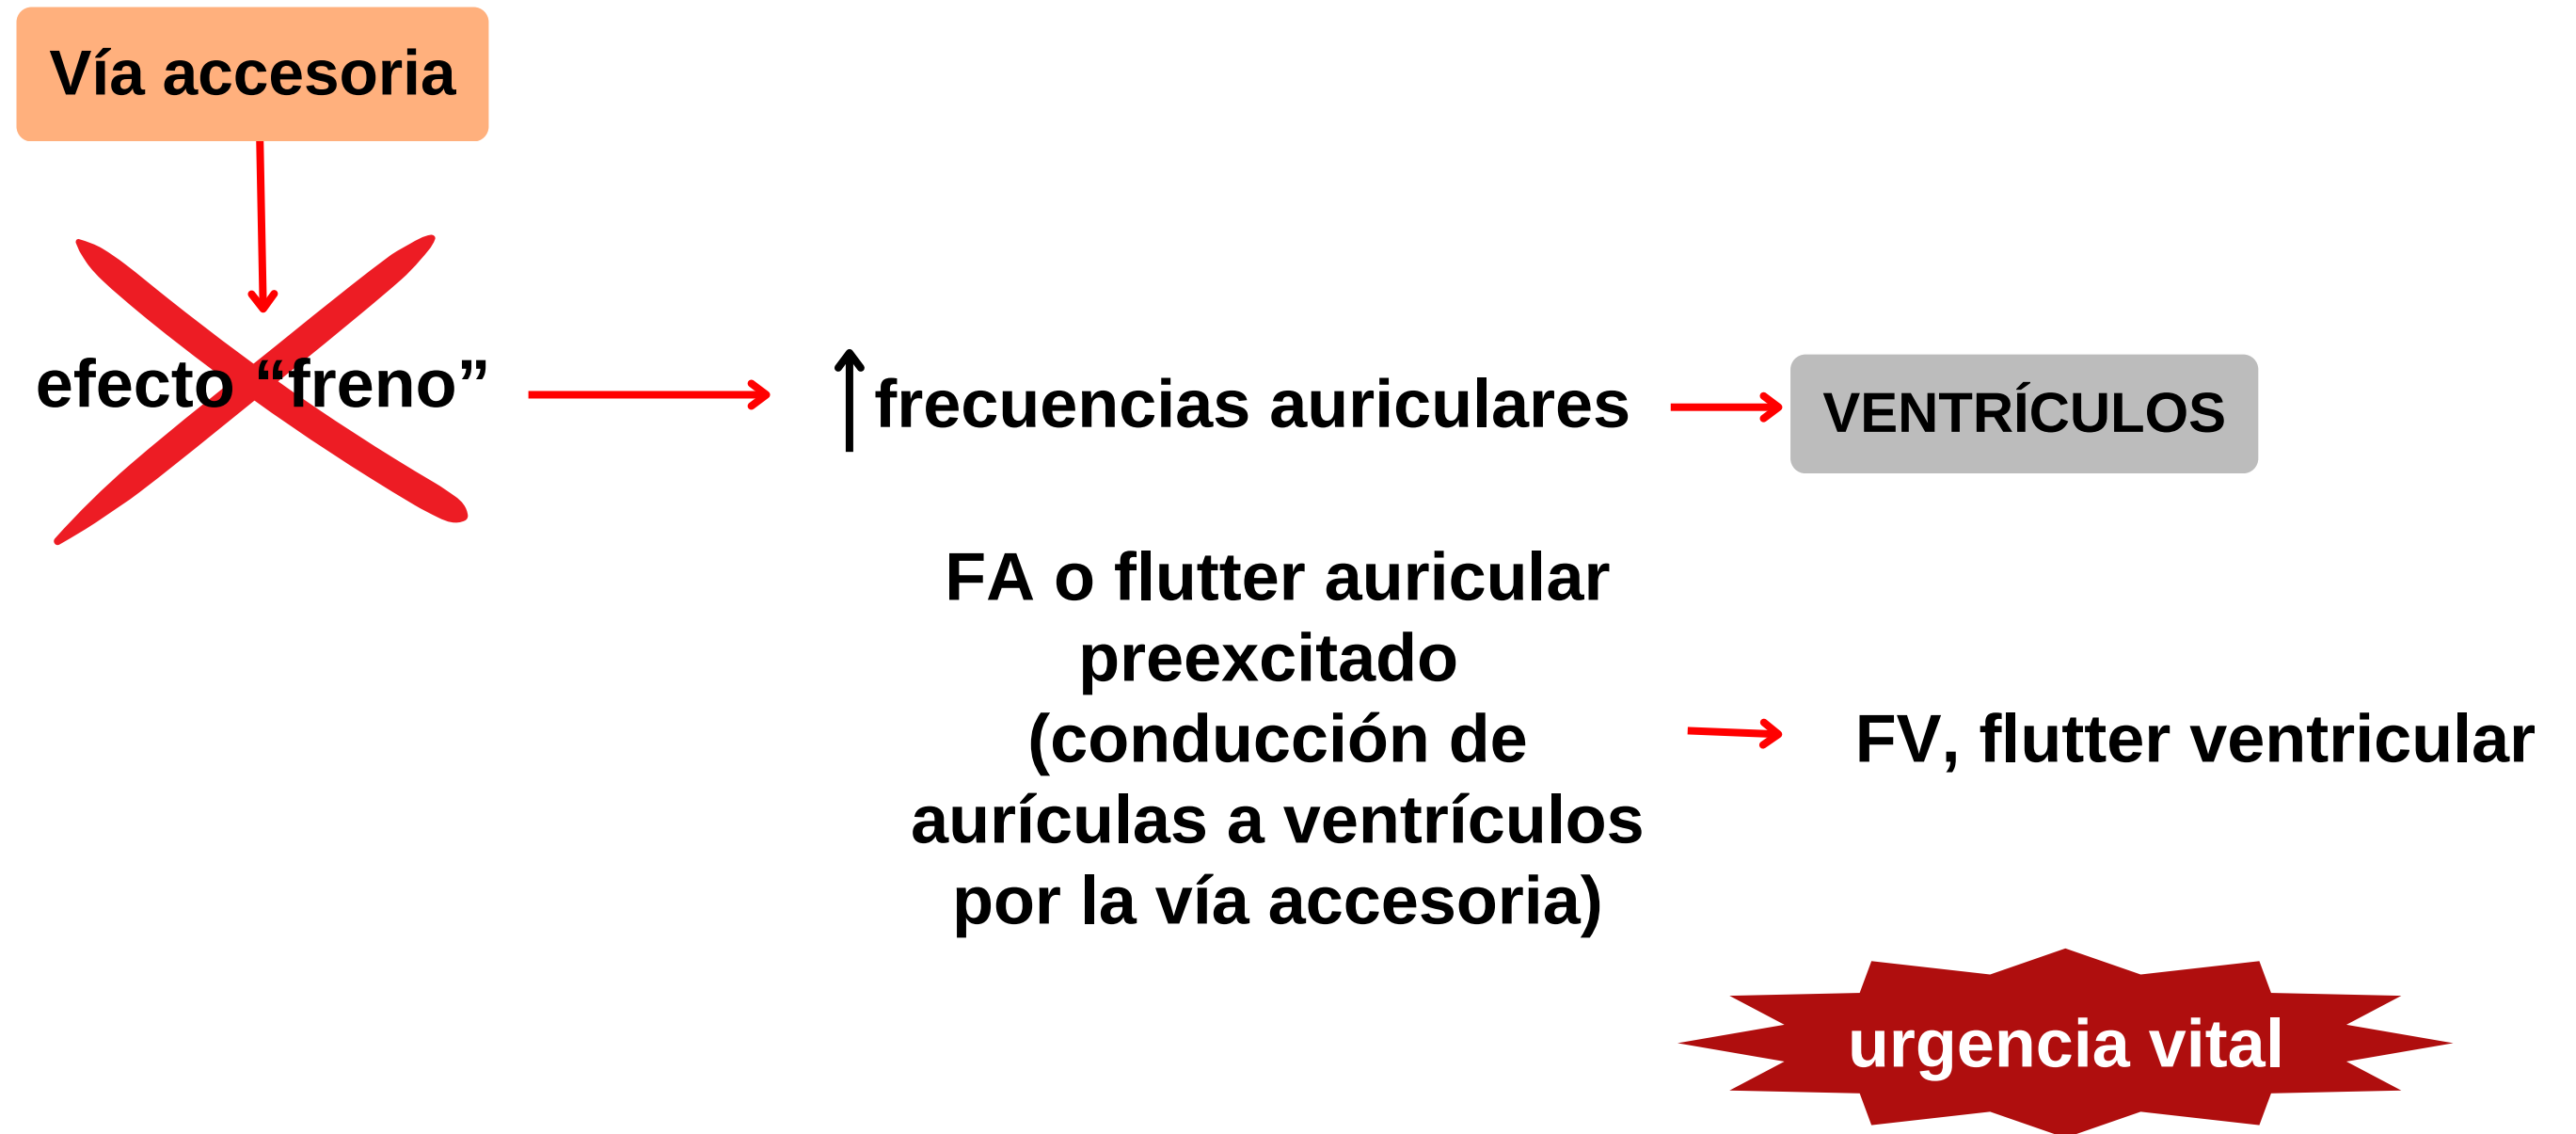 Vía accesoria
efecto “freno”
frecuencias auriculares
VENTRÍCULOS
FA o flutter auricular
preexcitado
(conducción de
aurículas a ventrículos
por la vía accesoria)
FV, flutter ventricular
urgencia vital